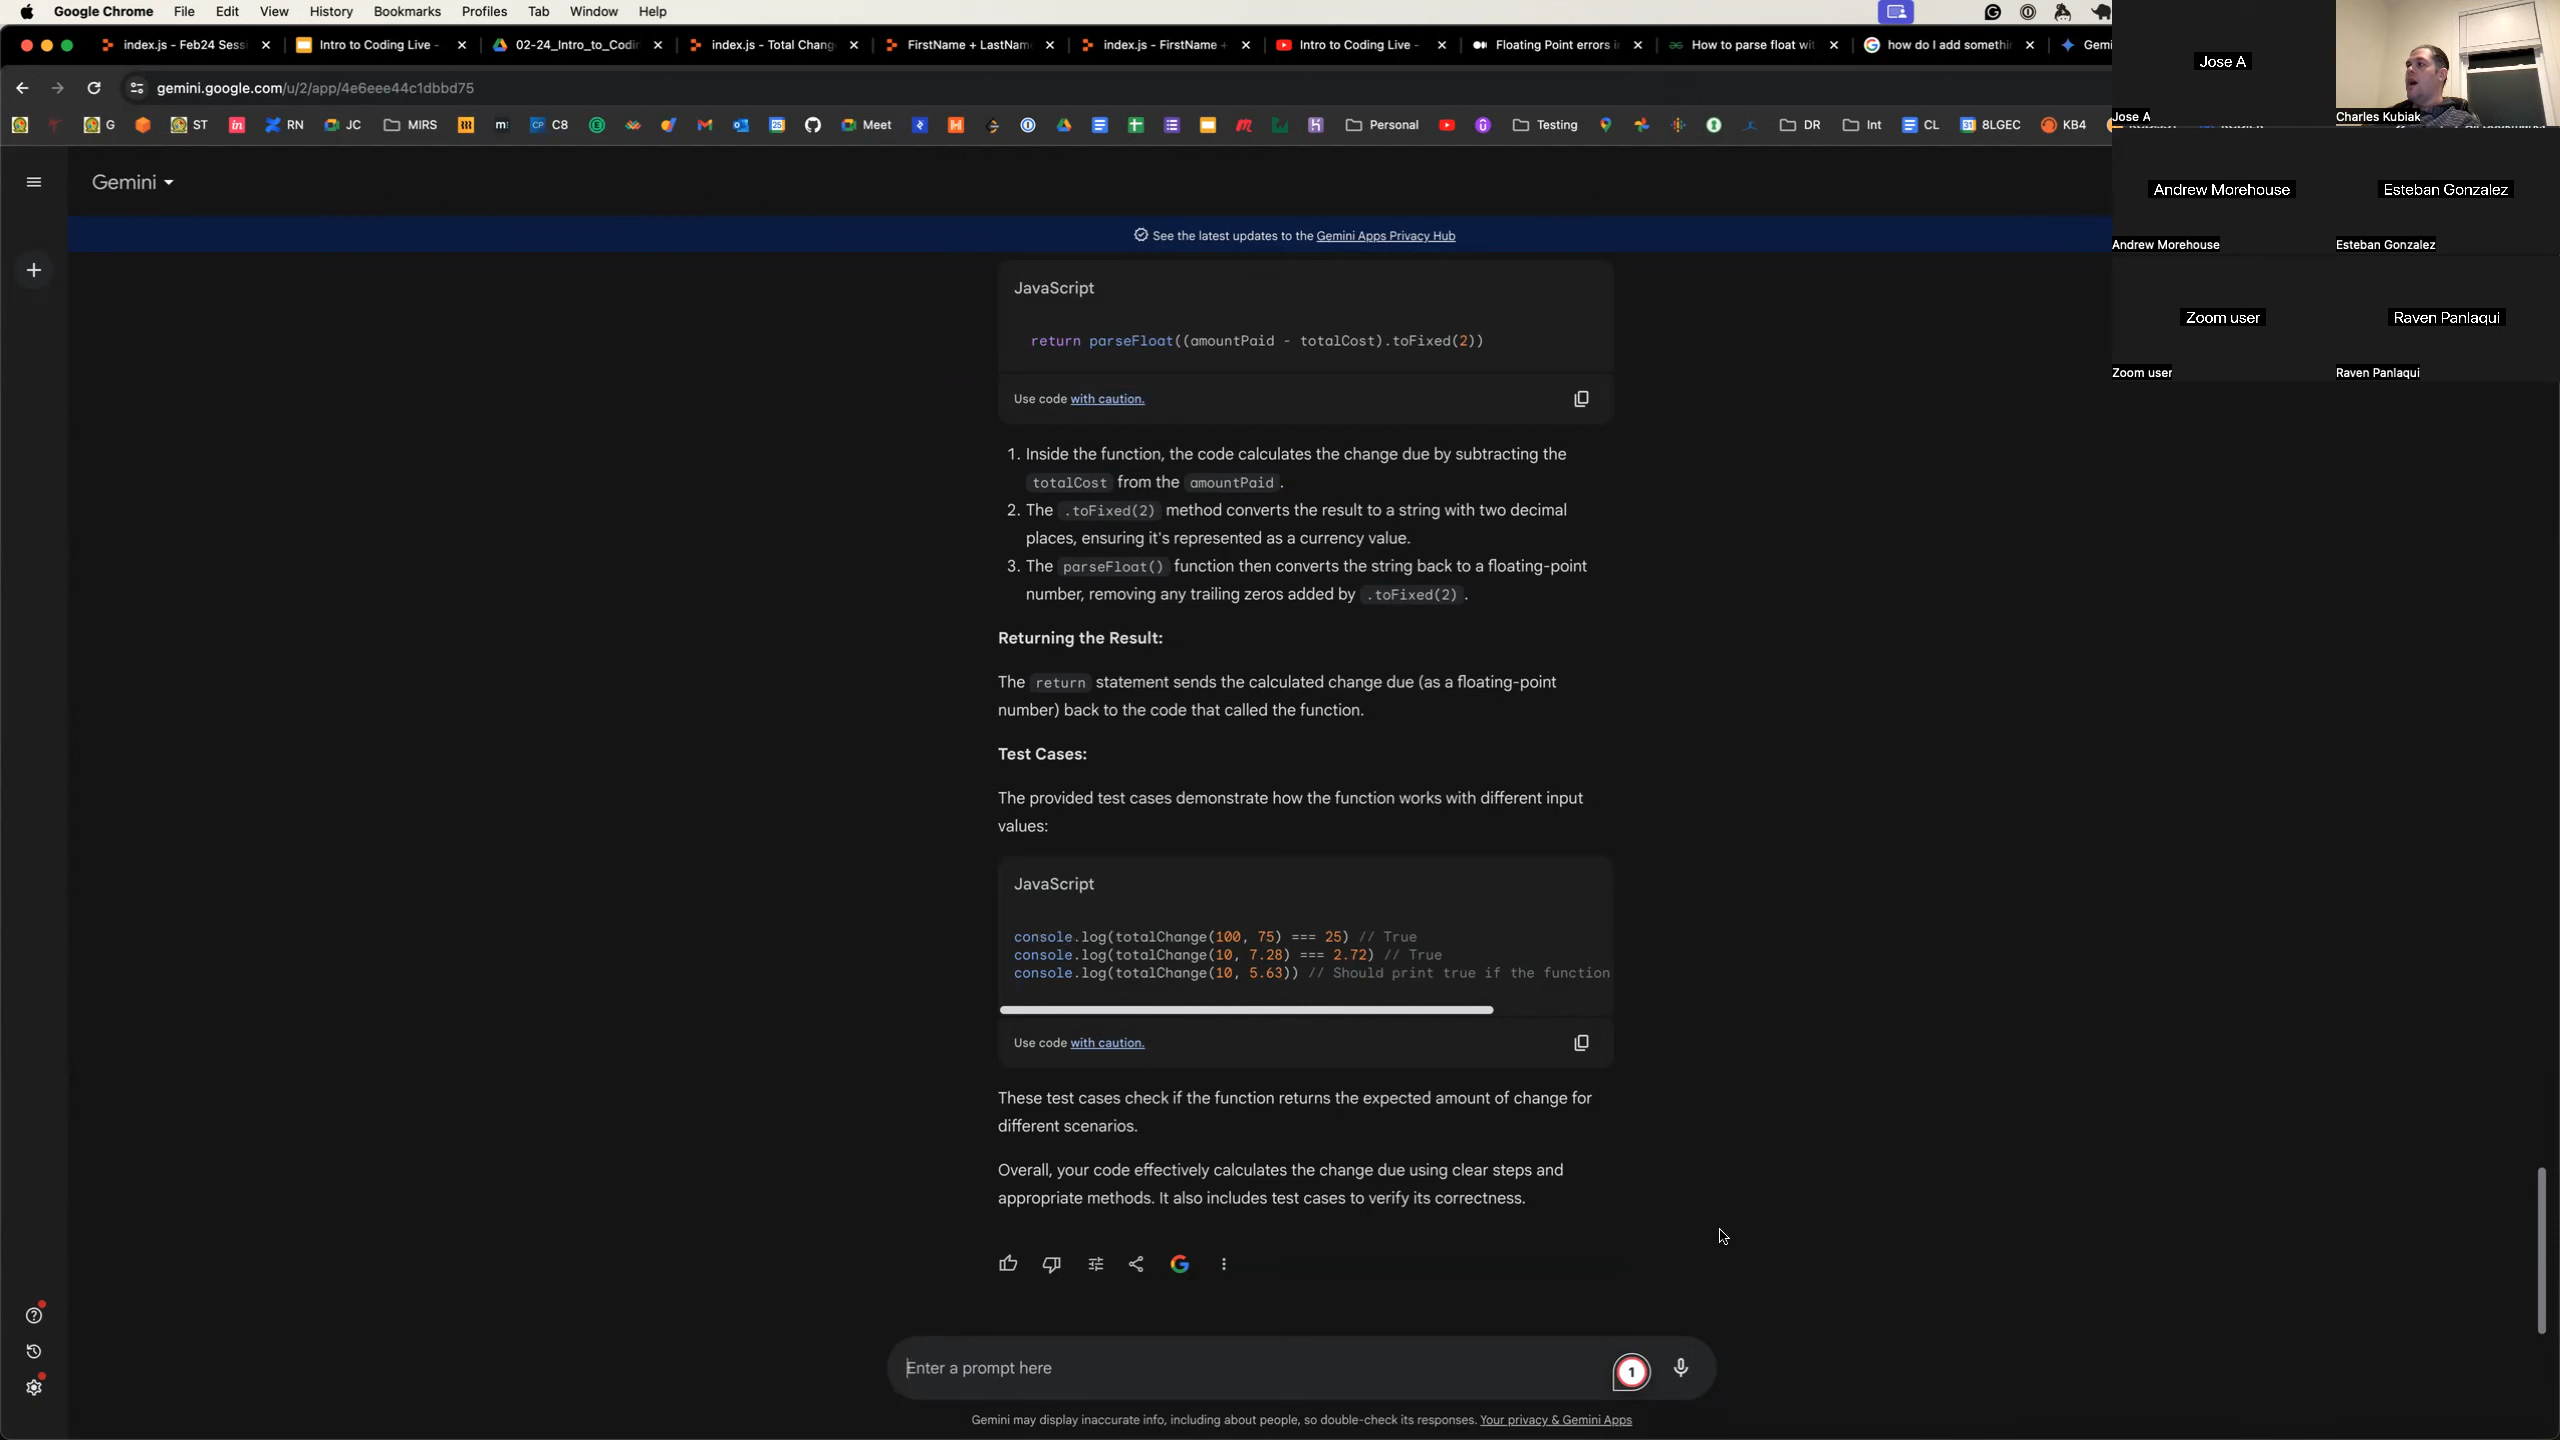 Google Chrome File Edit View History Bookmarks Profiles Tab Window Help
index.js - Feb24 Sessi
Intro to Coding Live -
02-24_Intro_to_Codin
index.js - Total Chang
FirstName + LastNam
index.js - FirstName +
Intro to Coding Live -
Floating Point errors i
How to parse float wit
how do I add somethi
Gemi
gemini.google.com/u/2/app/4e6eee44c1dbbd75
G ST RN JC MIRS C8 Meet Personal Testing DR Int CL 8LGEC KB4
Jose A
Jose A
Charles Kubiak
Andrew Morehouse
Andrew Morehouse
Esteban Gonzalez
Esteban Gonzalez
Zoom user
Zoom user
Raven Panlaqui
Raven Panlaqui
Gemini
See the latest updates to the Gemini Apps Privacy Hub
JavaScript
return parseFloat((amountPaid - totalCost).toFixed(2))
Use code with caution.
1. Inside the function, the code calculates the change due by subtracting the
totalCost from the amountPaid.
2. The .toFixed(2) method converts the result to a string with two decimal
places, ensuring it's represented as a currency value.
3. The parseFloat() function then converts the string back to a floating-point
number, removing any trailing zeros added by .toFixed(2).
Returning the Result:
The return statement sends the calculated change due (as a floating-point
number) back to the code that called the function.
Test Cases:
The provided test cases demonstrate how the function works with different input
values:
JavaScript
console.log(totalChange(100, 75) === 25) // True
console.log(totalChange(10, 7.28) === 2.72) // True
console.log(totalChange(10, 5.63)) // Should print true if the function
Use code with caution.
These test cases check if the function returns the expected amount of change for
different scenarios.
Overall, your code effectively calculates the change due using clear steps and
appropriate methods. It also includes test cases to verify its correctness.
Enter a prompt here
1
Gemini may display inaccurate info, including about people, so double-check its responses. Your privacy & Gemini Apps